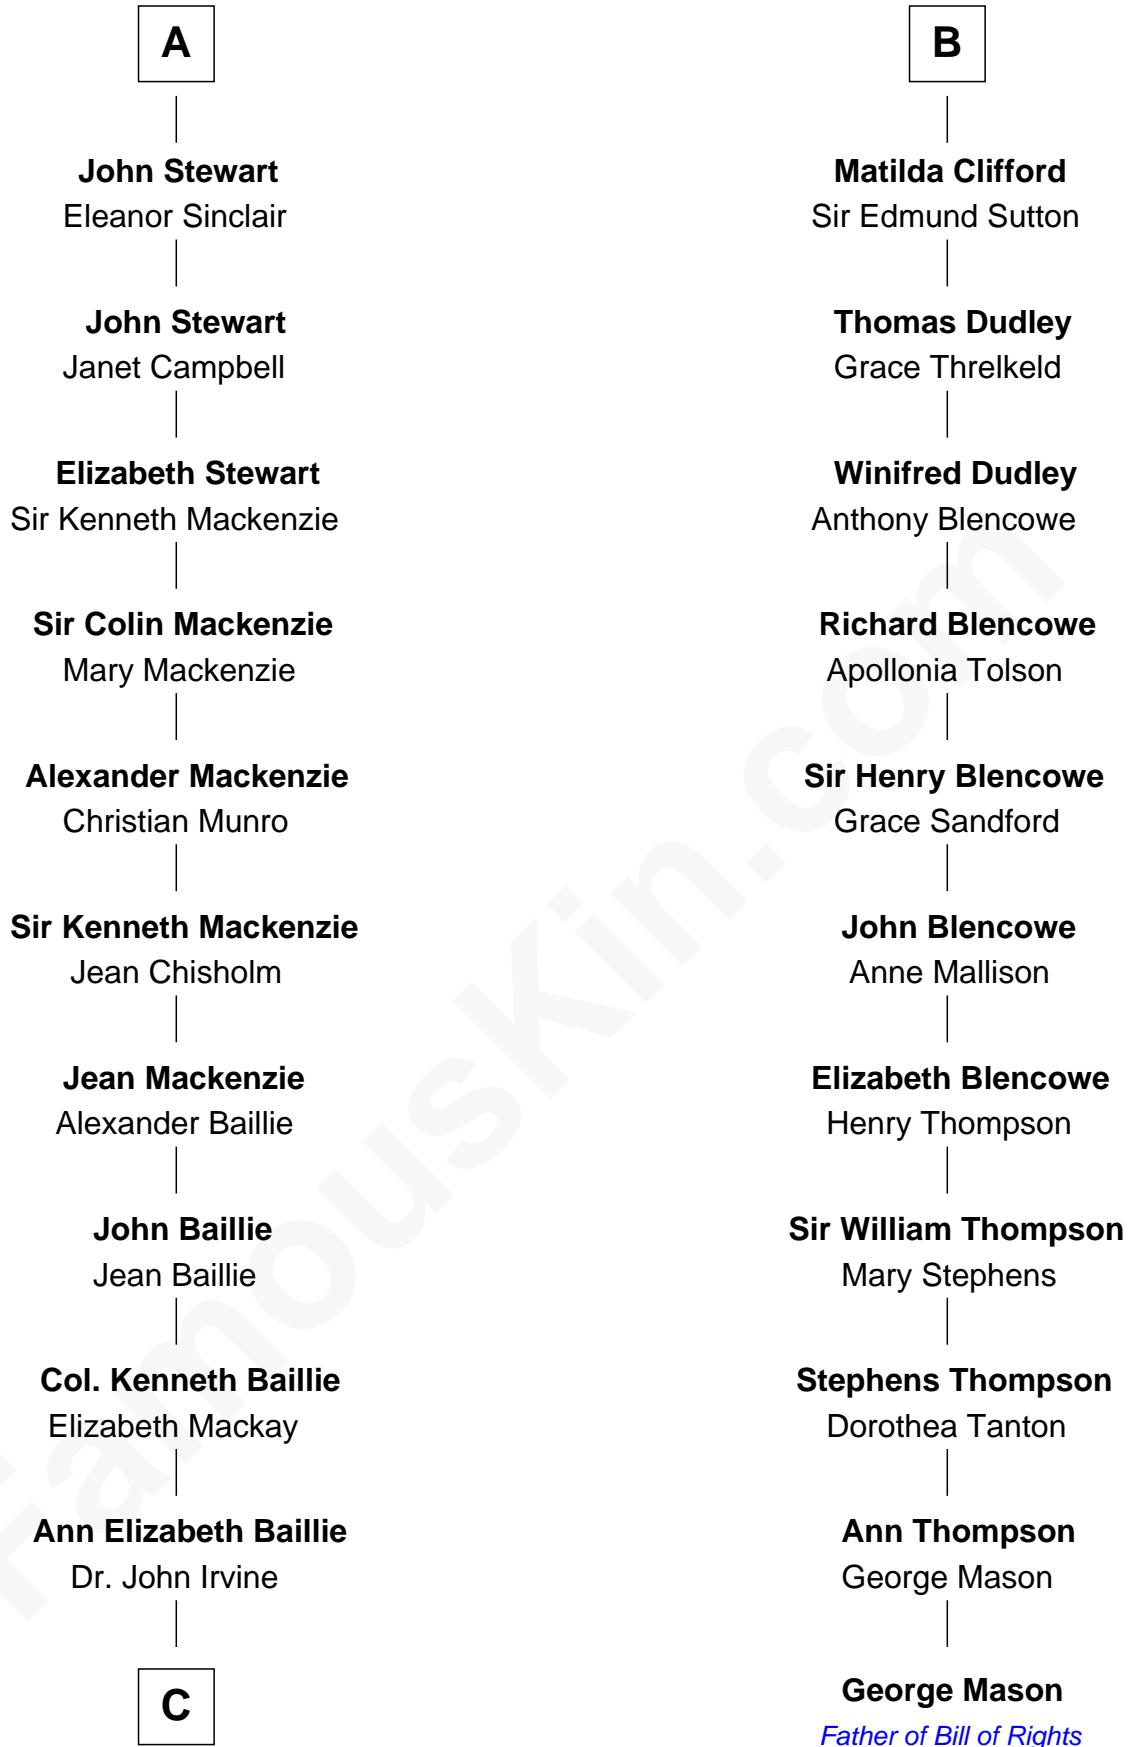 A
John Stewart
Eleanor Sinclair
John Stewart
Janet Campbell
Elizabeth Stewart
Sir Kenneth Mackenzie
Sir Colin Mackenzie
Mary Mackenzie
Alexander Mackenzie
Christian Munro
Sir Kenneth Mackenzie
Jean Chisholm
Jean Mackenzie
Alexander Baillie
John Baillie
Jean Baillie
Col. Kenneth Baillie
Elizabeth Mackay
Ann Elizabeth Baillie
Dr. John Irvine
C
B
Matilda Clifford
Sir Edmund Sutton
Thomas Dudley
Grace Threlkeld
Winifred Dudley
Anthony Blencowe
Richard Blencowe
Apollonia Tolson
Sir Henry Blencowe
Grace Sandford
John Blencowe
Anne Mallison
Elizabeth Blencowe
Henry Thompson
Sir William Thompson
Mary Stephens
Stephens Thompson
Dorothea Tanton
Ann Thompson
George Mason
George Mason
Father of Bill of Rights
FamousKin.com